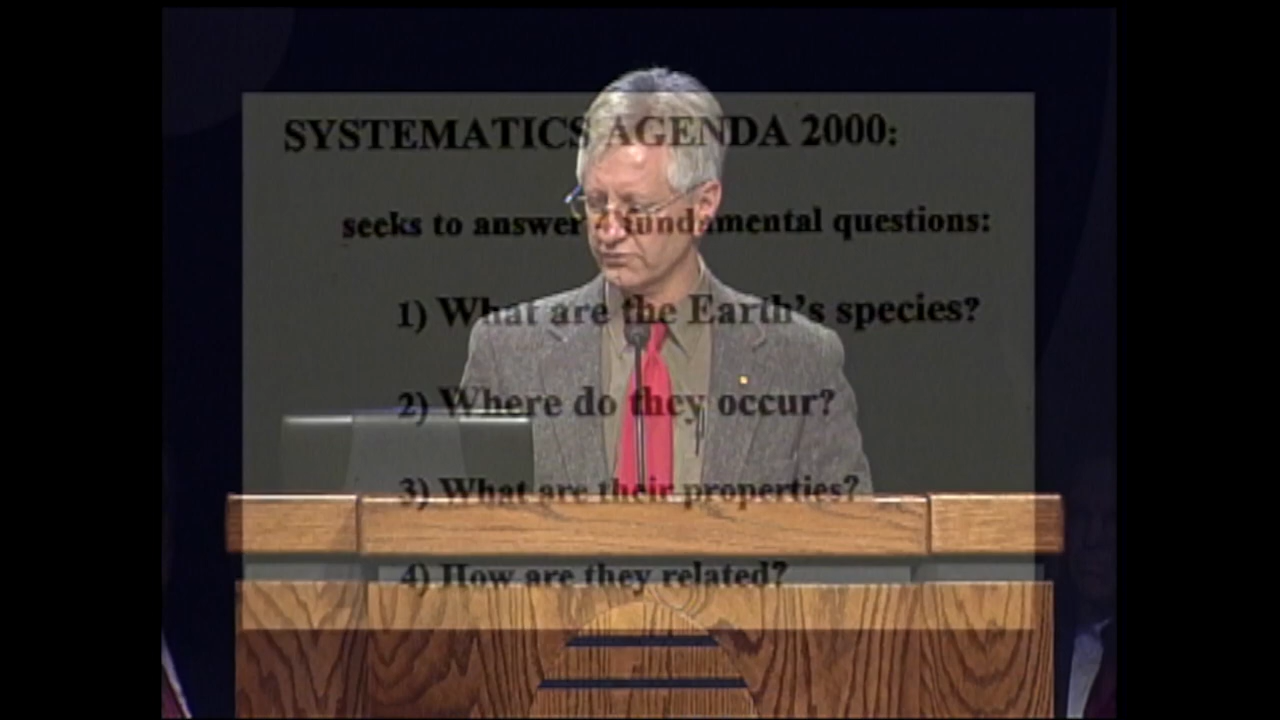 SYSTEMATICS AGENDA 2000:
seeks to answer 4 fundamental questions:
1) What are the Earth's species?
2) Where do they occur?
3) What are their properties?
4) How are they related?